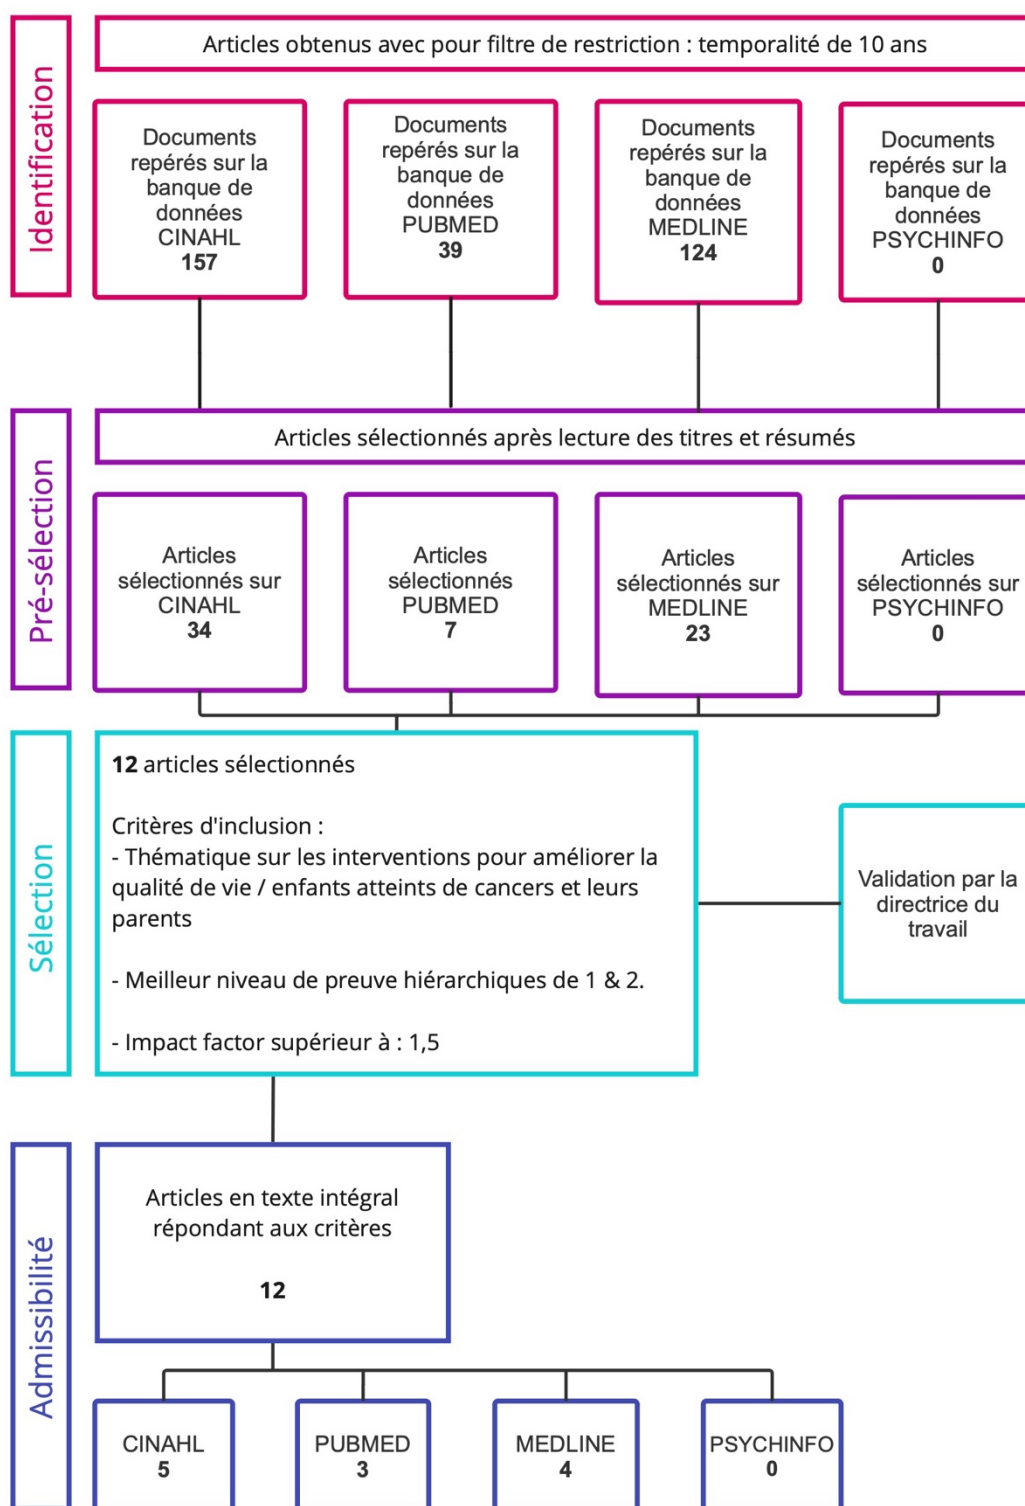 Identification
Articles obtenus avec pour filtre de restriction : temporalité de 10 ans
Documents
repérés sur la
banque de
données
CINAHL
157
Documents
repérés sur la
banque de
données
PUBMED
39
Documents
repérés sur la
banque de
données
MEDLINE
124
Documents
repérés sur la
banque de
données
PSYCHINFO
0
Pré-sélection
Articles sélectionnés après lecture des titres et résumés
Articles
sélectionnés sur
CINAHL
34
Articles
sélectionnés
PUBMED
7
Articles
sélectionnés sur
MEDLINE
23
Articles
sélectionnés sur
PSYCHINFO
0
Sélection
12 articles sélectionnés
Critères d'inclusion :
- Thématique sur les interventions pour améliorer la
qualité de vie / enfants atteints de cancers et leurs
parents
- Meilleur niveau de preuve hiérarchiques de 1 & 2.
- Impact factor supérieur à : 1,5
Validation par la
directrice du
travail
Admissibilité
Articles en texte intégral
répondant aux critères
12
CINAHL
5
PUBMED
3
MEDLINE
4
PSYCHINFO
0